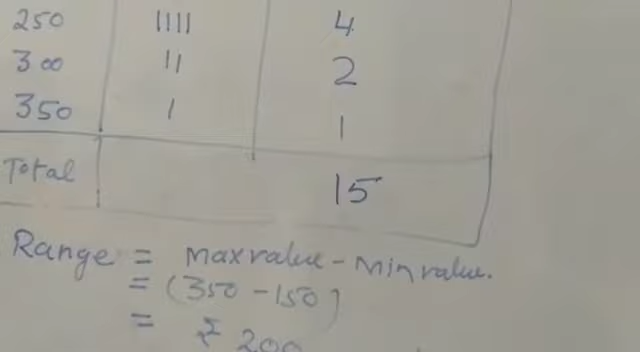 250 |||| 4
300 || 2
350 | 1
Total 15
Range = max value - Min value.
= (350 - 150)
= ₹ 200